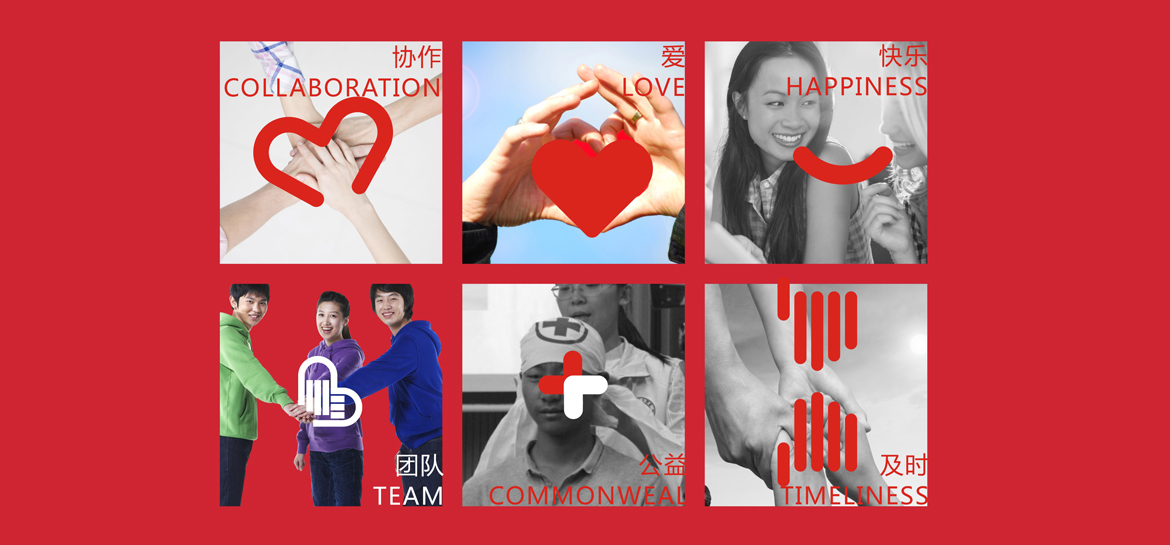 协作
COLLABORATION
爱
LOVE
快乐
HAPPINESS
团队
TEAM
公益
COMMONWEAL
及时
TIMELINESS